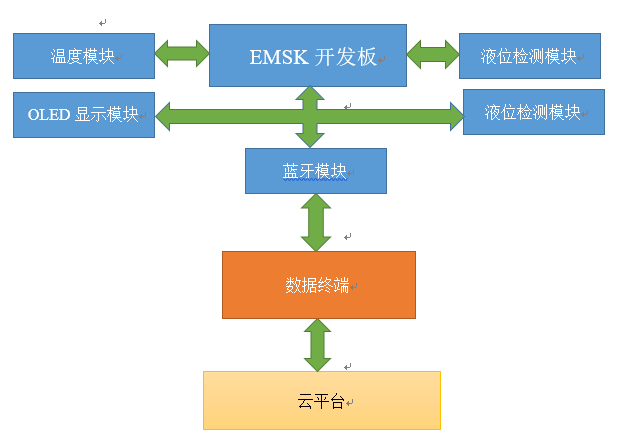 温度模块
EMSK 开发板
液位检测模块
OLED 显示模块
液位检测模块
蓝牙模块
数据终端
云平台